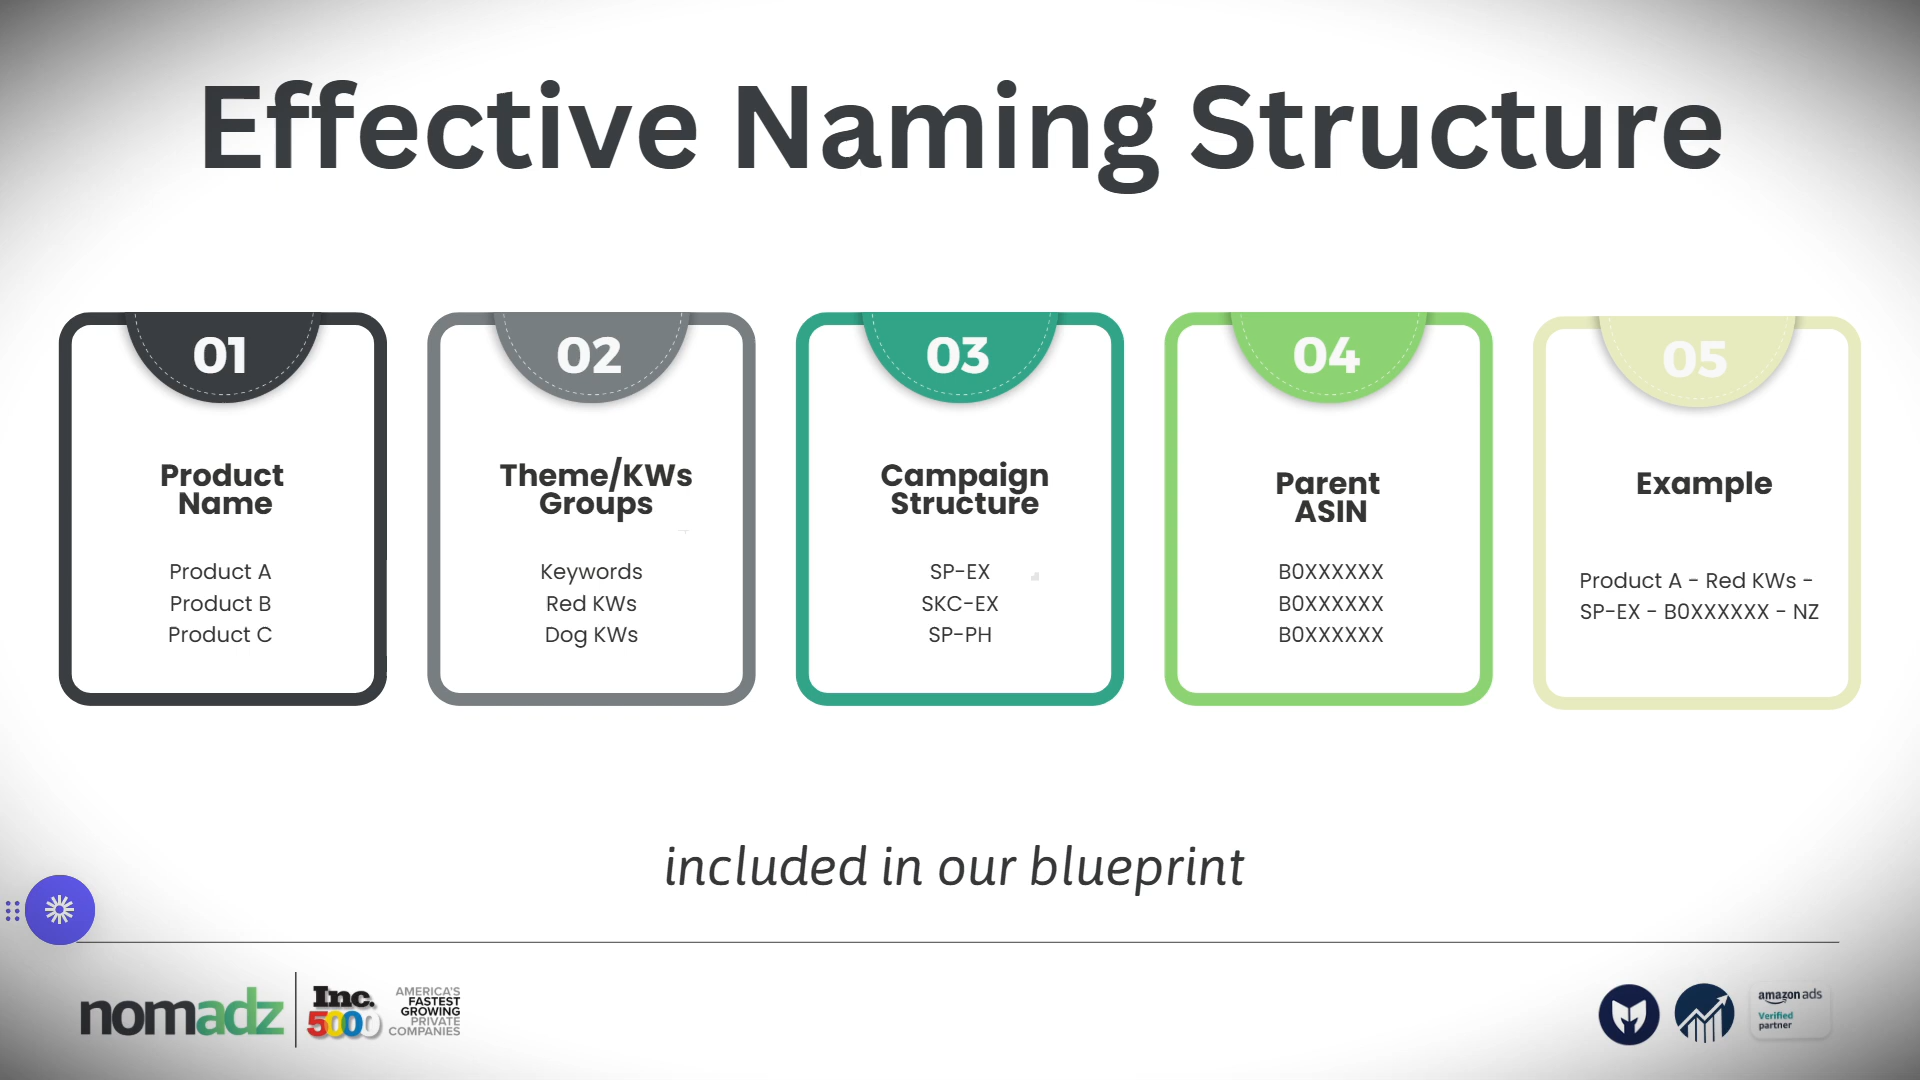 Effective Naming Structure
01
Product
Name
Product A
Product B
Product C
02
Theme/KWs
Groups
Keywords
Red KWs
Dog KWs
03
Campaign
Structure
SP-EX
SKC-EX
SP-PH
04
Parent
ASIN
B0XXXXXX
B0XXXXXX
B0XXXXXX
05
Example
Product A - Red KWs -
SP-EX - B0XXXXXX - NZ
included in our blueprint
nomadz
Inc.
5000
AMERICA'S
FASTEST
GROWING
PRIVATE
COMPANIES
amazon ads
Verified
partner